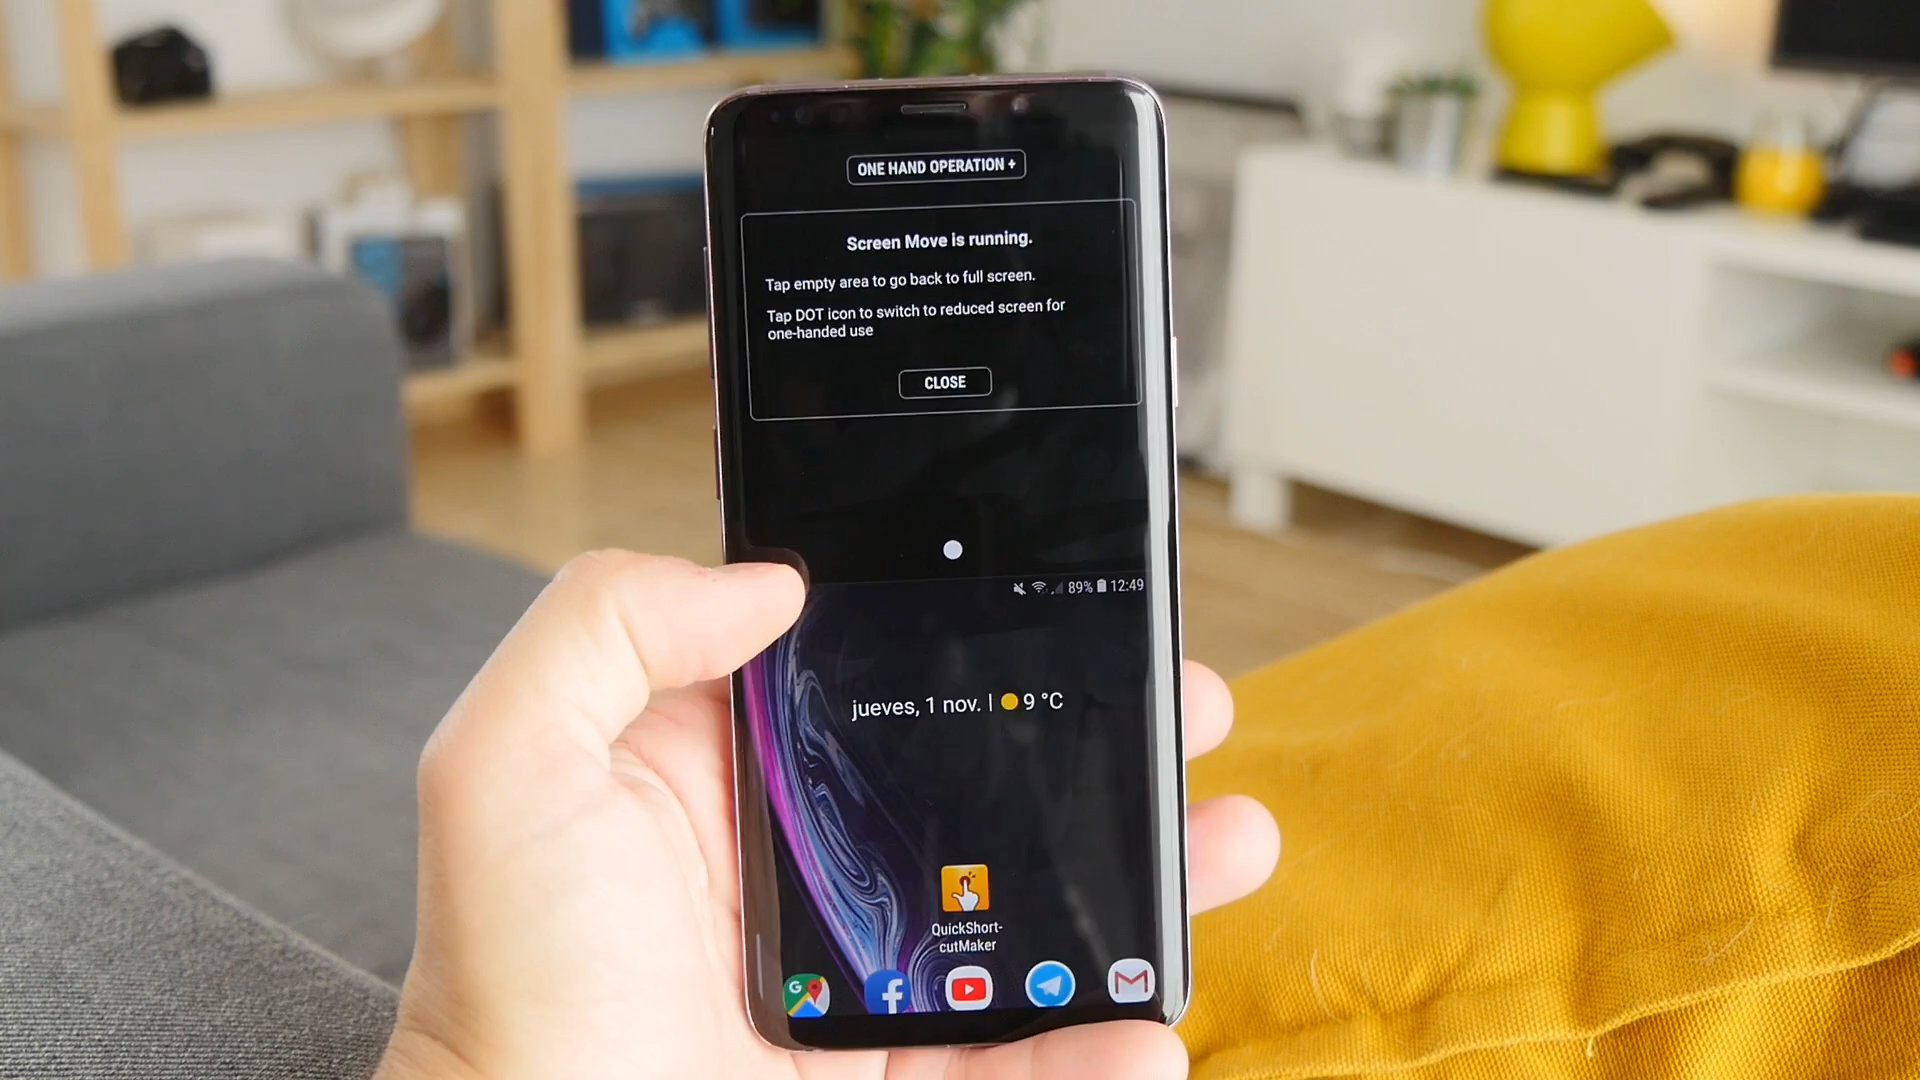 ONE HAND OPERATION +
Screen Move is running.
Tap empty area to go back to full screen.
Tap DOT icon to switch to reduced screen for
one-handed use
CLOSE
89% 12:49
jueves, 1 nov. | 9 °C
QuickShort-
cutMaker